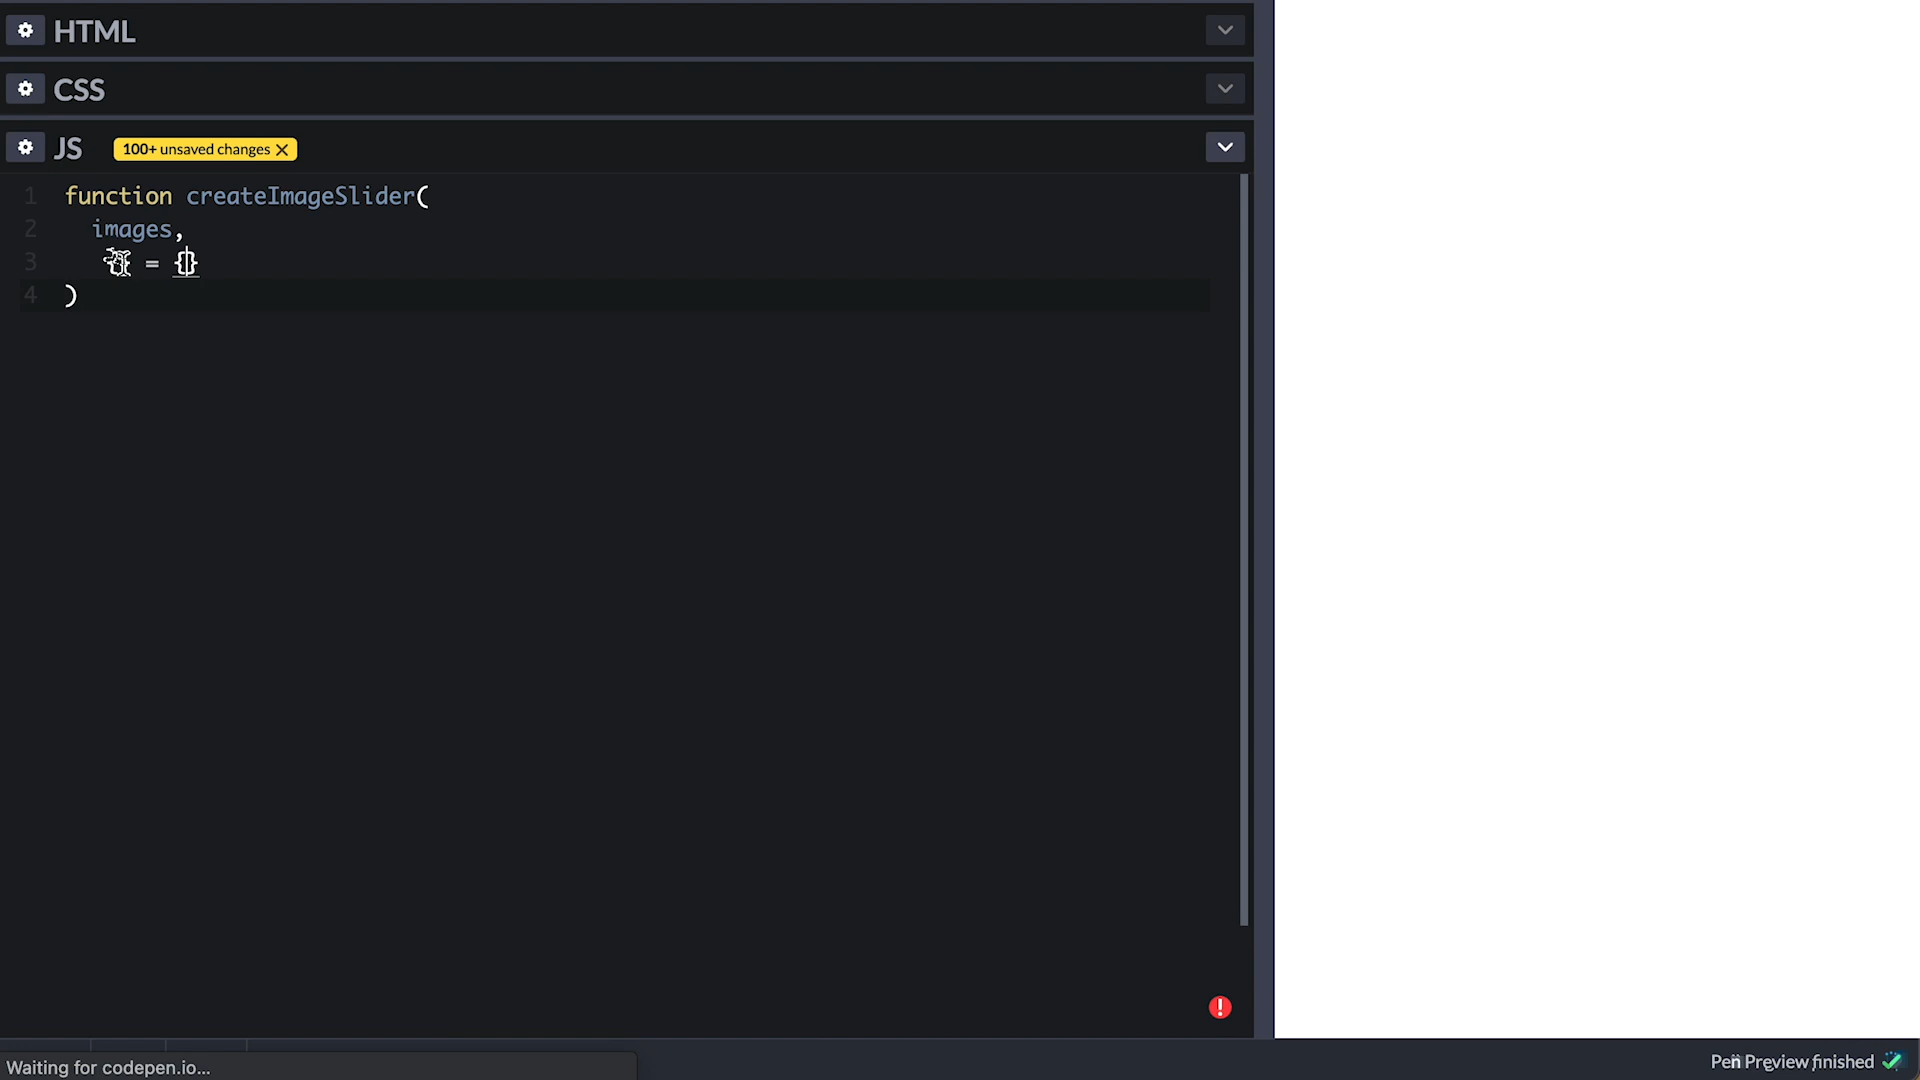 HTML
CSS
JS 100+ unsaved changes
1 function createImageSlider(
2 images,
3 = {}
4 )
Waiting for codepen.io...
Preview finished